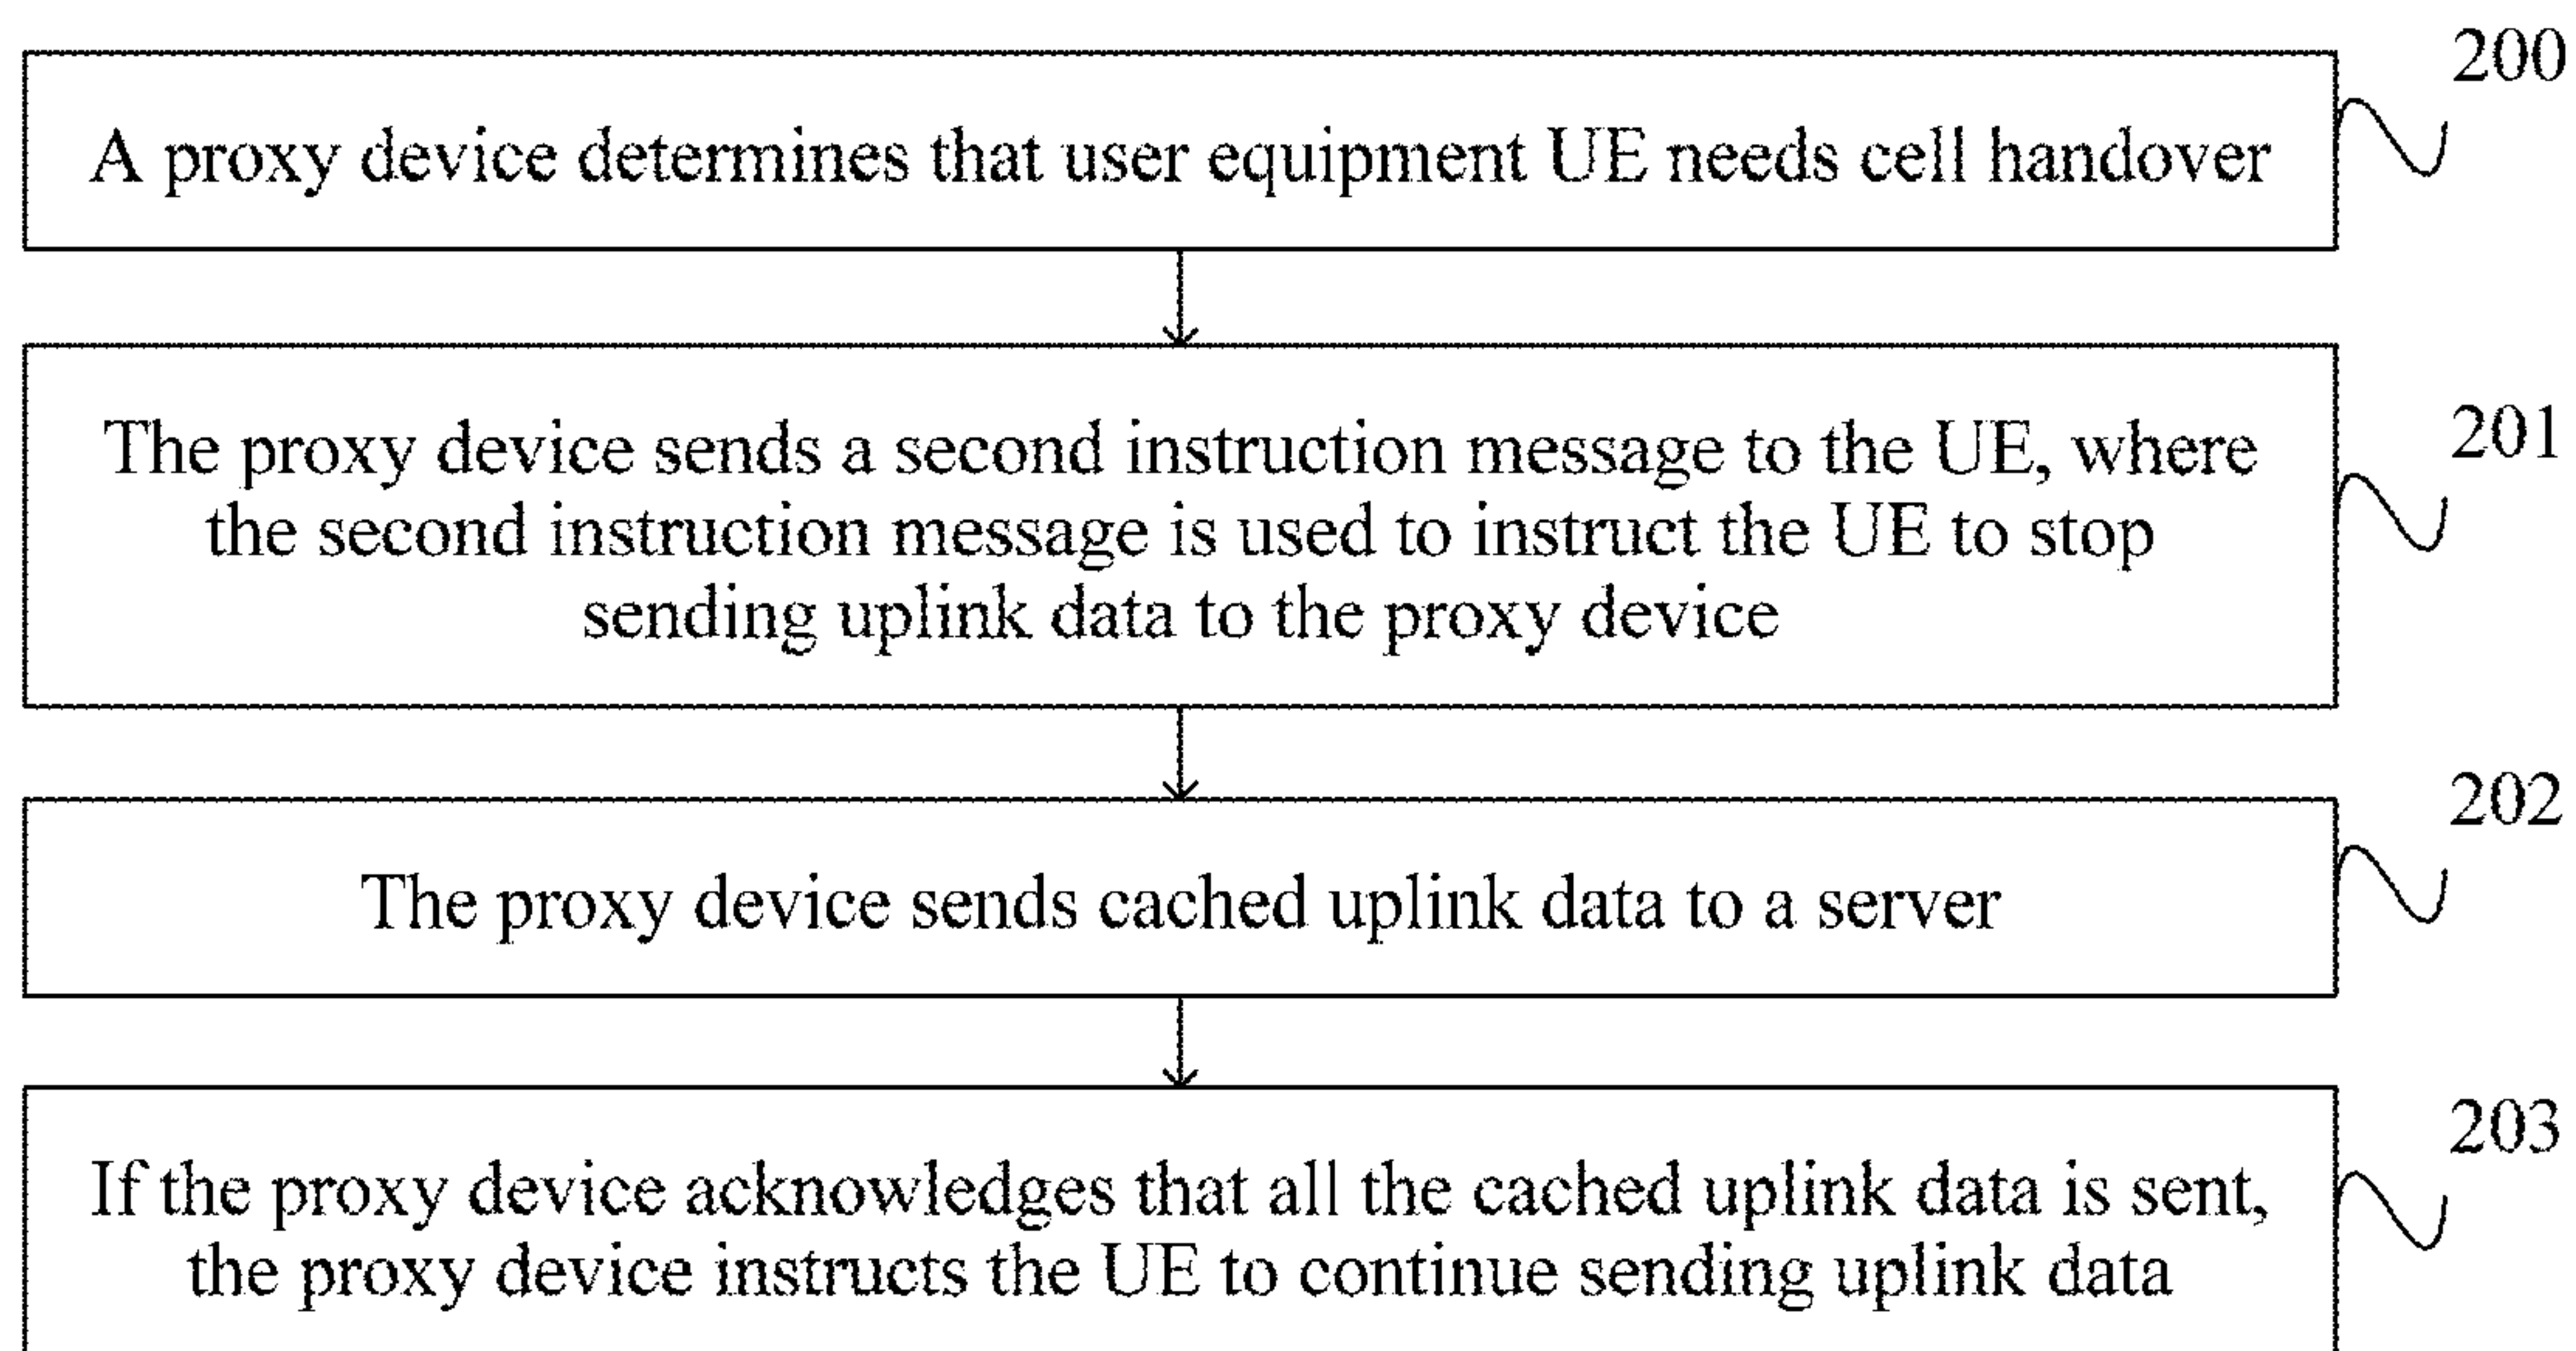 200
A proxy device determines that user equipment UE needs cell handover
201
The proxy device sends a second instruction message to the UE, where
the second instruction message is used to instruct the UE to stop
sending uplink data to the proxy device
202
The proxy device sends cached uplink data to a server
203
If the proxy device acknowledges that all the cached uplink data is sent,
the proxy device instructs the UE to continue sending uplink data